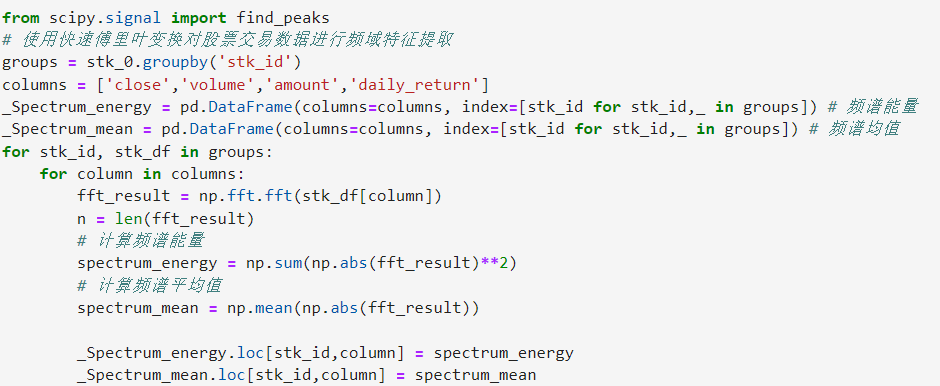 from scipy.signal import find_peaks
# 使用快速傅里叶变换对股票交易数据进行频域特征提取
groups = stk_0.groupby('stk_id')
columns = ['close','volume','amount','daily_return']
_Spectrum_energy = pd.DataFrame(columns=columns, index=[stk_id for stk_id,_ in groups]) # 频谱能量
_Spectrum_mean = pd.DataFrame(columns=columns, index=[stk_id for stk_id,_ in groups]) # 频谱均值
for stk_id, stk_df in groups:
    for column in columns:
        fft_result = np.fft.fft(stk_df[column])
        n = len(fft_result)
        # 计算频谱能量
        spectrum_energy = np.sum(np.abs(fft_result)**2)
        # 计算频谱平均值
        spectrum_mean = np.mean(np.abs(fft_result))
        _Spectrum_energy.loc[stk_id,column] = spectrum_energy
        _Spectrum_mean.loc[stk_id,column] = spectrum_mean